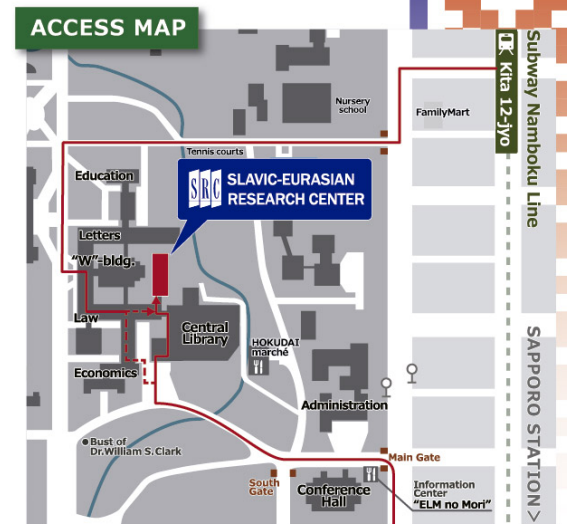 ACCESS MAP
Subway Namboku Line
Kita 12-jyo
Nursery
school
FamilyMart
Tennis courts
Education
SRC
SLAVIC-EURASIAN
RESEARCH CENTER
Letters
"W"-bldg.
Law
Central
Library
HOKUDAI
marché
Economics
Administration
SAPPORO STATION>
Bust of
Dr.William S.Clark
Main Gate
South
Gate
Conference
Hall
Information
Center
"ELM no Mori"